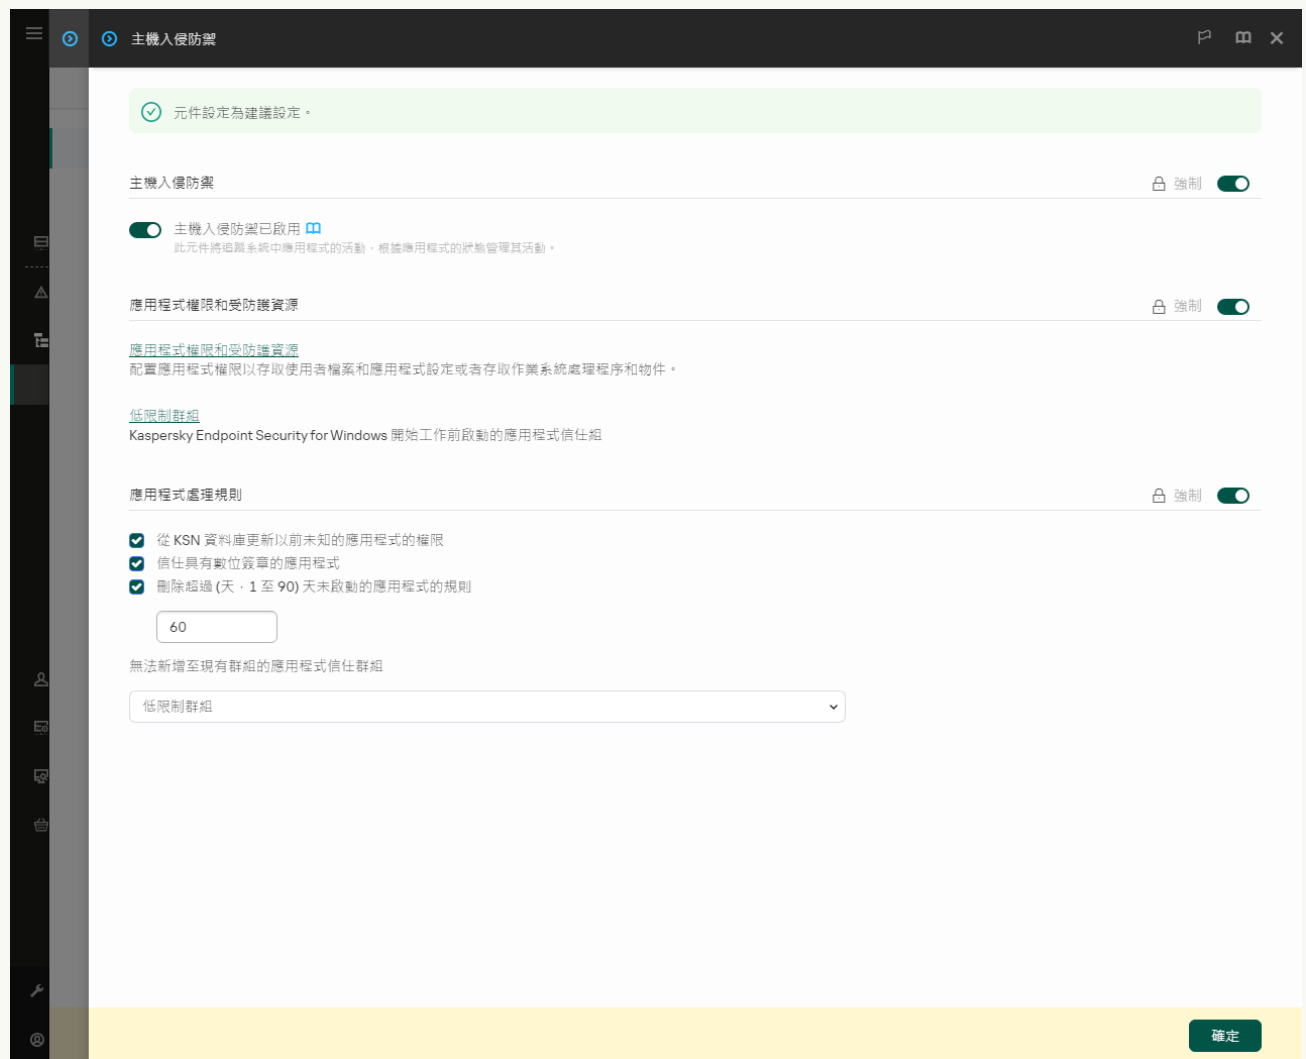 主機入侵防禦
元件設定為建議設定。
主機入侵防禦
強制
主機入侵防禦已啟用
此元件將追蹤系統中應用程式的活動，根據應用程式的狀態管理其活動。
應用程式權限和受防護資源
強制
應用程式權限和受防護資源
配置應用程式權限以存取使用者檔案和應用程式設定或者存取作業系統處理程序和物件。
低限制群組
Kaspersky Endpoint Security for Windows 開始工作前啟動的應用程式信任組
應用程式處理規則
強制
從 KSN 資料庫更新以前未知的應用程式的權限
信任具有數位簽章的應用程式
刪除超過 (天，1 至 90) 天未啟動的應用程式的規則
60
無法新增至現有群組的應用程式信任群組
低限制群組
確定